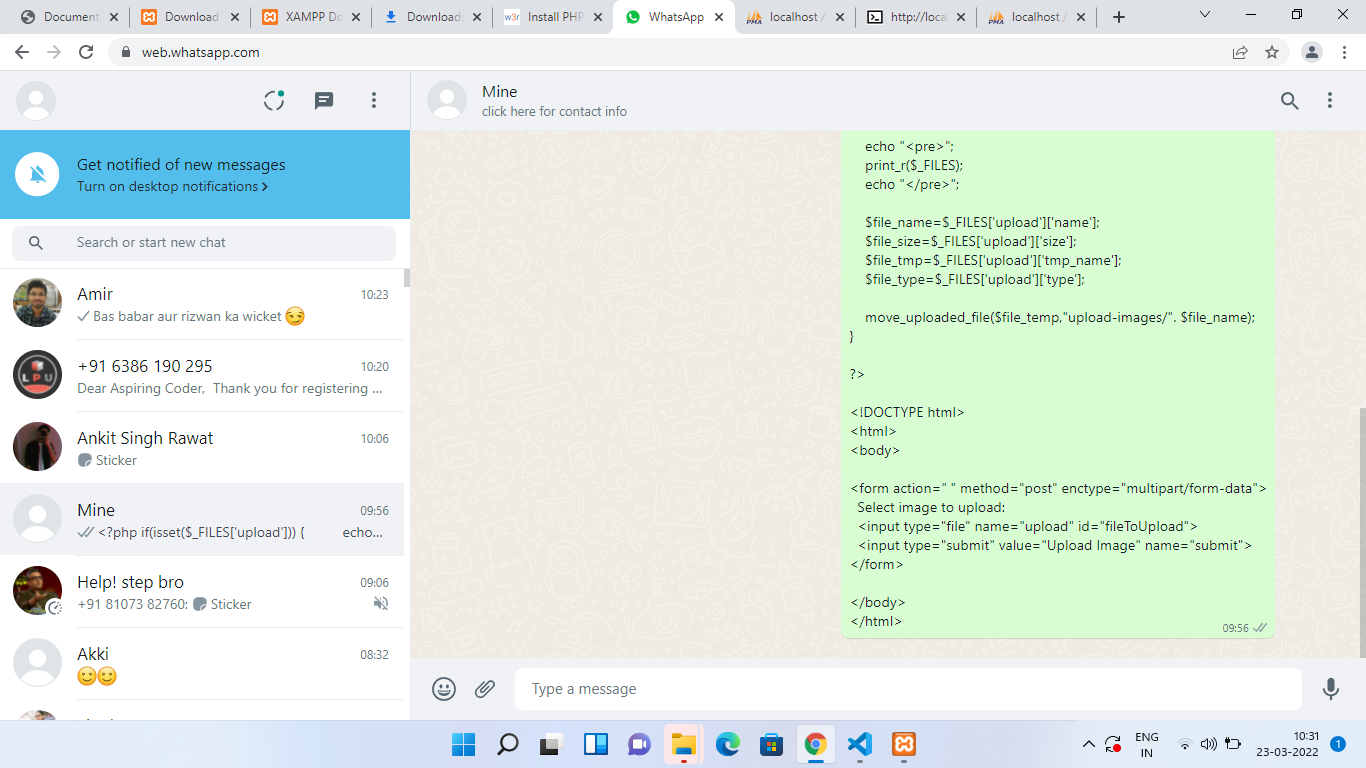 Documenta
Download
XAMPP Do
Downloads
Install PHP
WhatsApp
localhost /
http://loca
localhost /
web.whatsapp.com
Get notified of new messages
Turn on desktop notifications >
Search or start new chat
Amir 10:23
Bas babar aur rizwan ka wicket 😏
+91 6386 190 295 10:20
Dear Aspiring Coder, Thank you for registering ...
Ankit Singh Rawat 10:06
Sticker
Mine 09:56
<?php if(isset($_FILES['upload'])) { echo...
Help! step bro 09:06
+91 81073 82760: Sticker
Akki 08:32
🙂🙂
Mine
click here for contact info
echo "<pre>";
print_r($_FILES);
echo "</pre>";
$file_name=$_FILES['upload']['name'];
$file_size=$_FILES['upload']['size'];
$file_tmp=$_FILES['upload']['tmp_name'];
$file_type=$_FILES['upload']['type'];
move_uploaded_file($file_temp,"upload-images/". $file_name);
}
?>
<!DOCTYPE html>
<html>
<body>
<form action=" " method="post" enctype="multipart/form-data">
Select image to upload:
<input type="file" name="upload" id="fileToUpload">
<input type="submit" value="Upload Image" name="submit">
</form>
</body>
</html>
09:56
Type a message
ENG
IN
10:31
23-03-2022
1